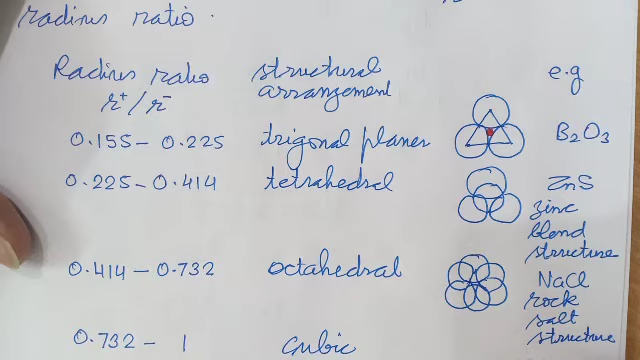 radius ratio.
Radius ratio structural e.g
r⁺/r⁻ arrangement
0.155 - 0.225 trigonal planer B₂O₃
0.225 - 0.414 tetrahedral ZnS
zinc
blend
structure
0.414 - 0.732 octahedral NaCl
rock
salt
structure
0.732 - 1 cubic